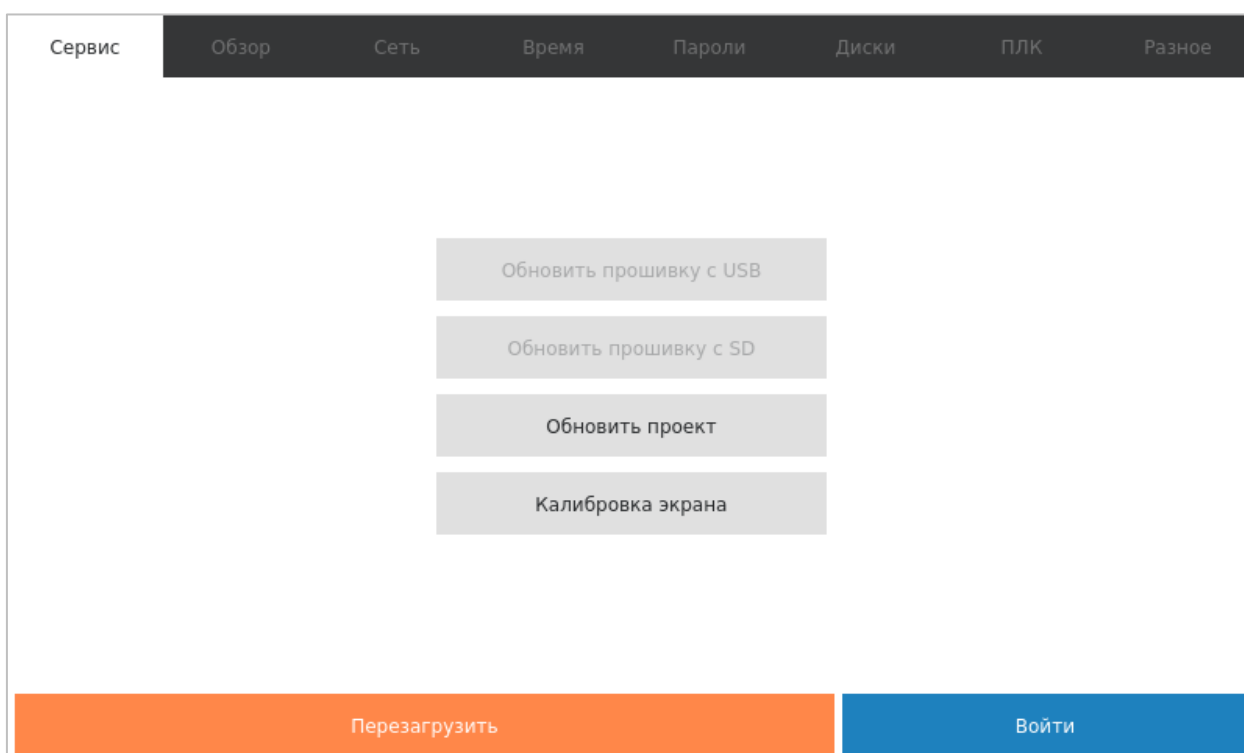 Сервис Обзор Сеть Время Пароли Диски ПЛК Разное
Обновить прошивку с USB
Обновить прошивку с SD
Обновить проект
Калибровка экрана
Перезагрузить Войти